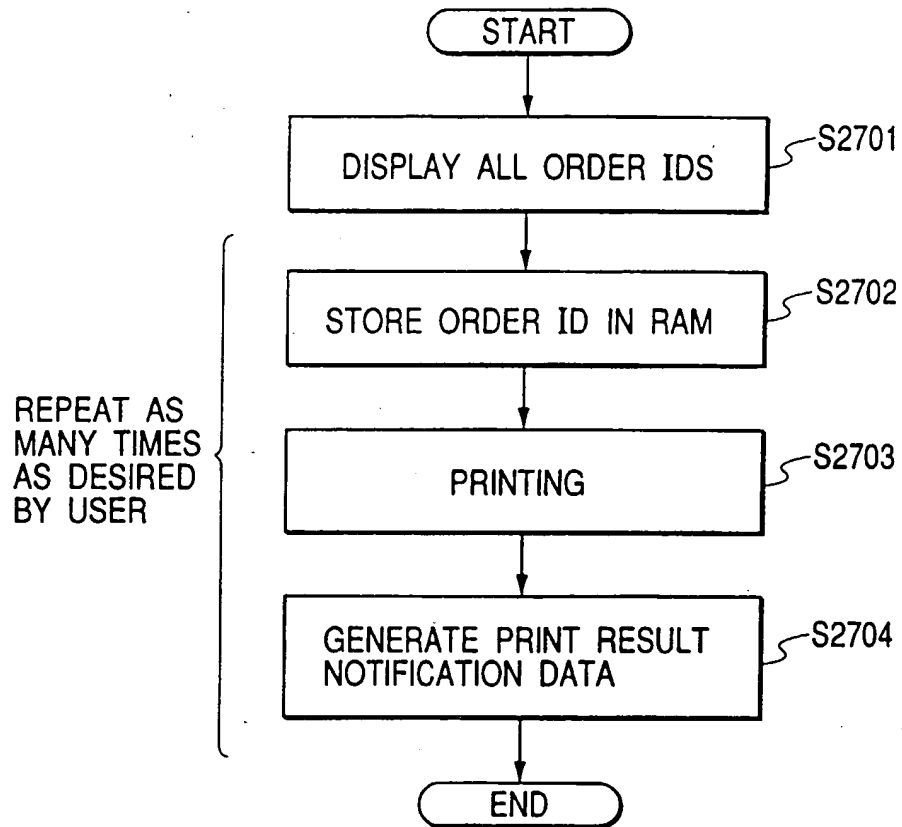 START
DISPLAY ALL ORDER IDS
S2701
STORE ORDER ID IN RAM
S2702
REPEAT AS
MANY TIMES
AS DESIRED
BY USER
PRINTING
S2703
GENERATE PRINT RESULT
NOTIFICATION DATA
S2704
END